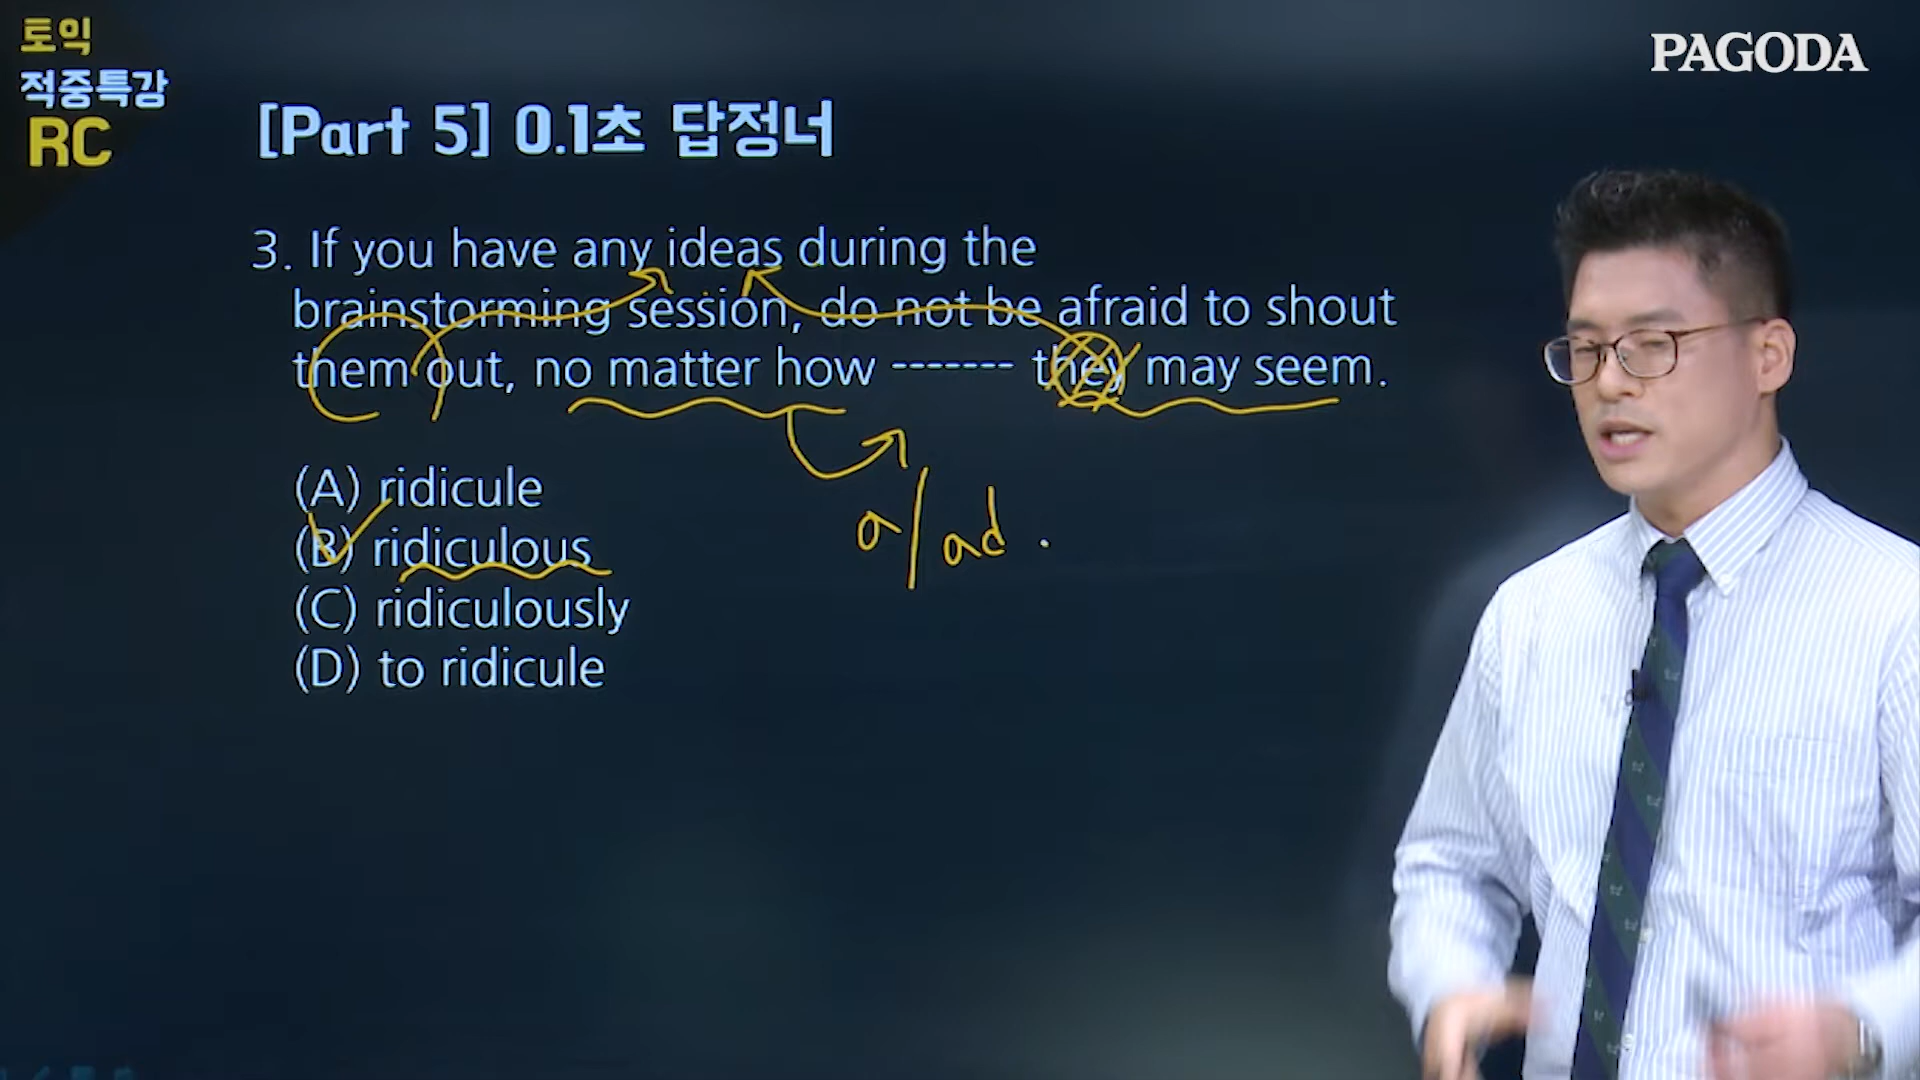 토익
적중특강
RC
PAGODA
[Part 5] 0.1초 답정너
3. If you have any ideas during the
brainstorming session, do not be afraid to shout
them out, no matter how ------- they may seem.
(A) ridicule
(B) ridiculous
(C) ridiculously
(D) to ridicule
a/ad.